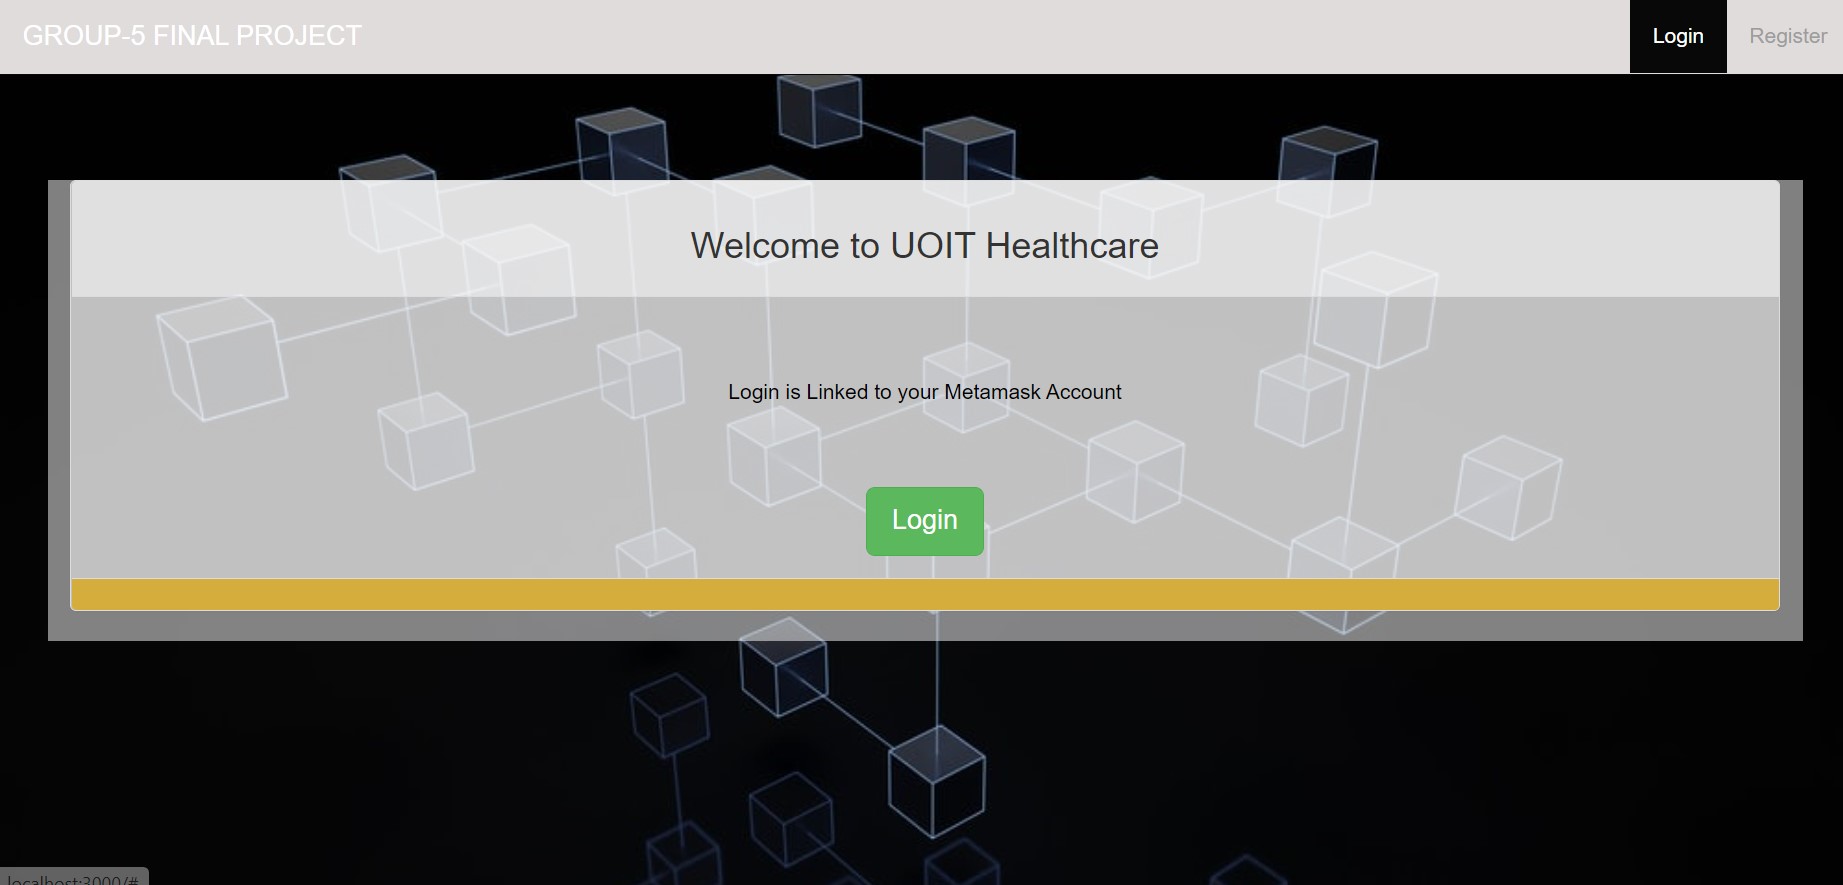 GROUP-5 FINAL PROJECT
Login
Register
Welcome to UOIT Healthcare
Login is Linked to your Metamask Account
Login
localhost:3000/#